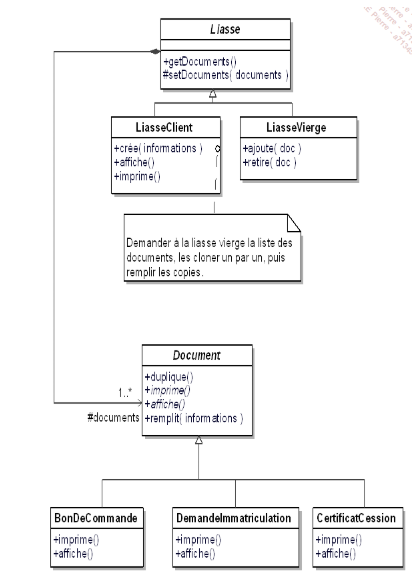 Liasse
+getDocuments()
#setDocuments( documents )
LiasseClient
+crée( informations )
+affiche()
+imprime()
LiasseVierge
+ajoute( doc )
+retire( doc )
Demander à la liasse vierge la liste des
documents, les cloner un par un, puis
remplir les copies.
Document
+duplique()
+imprime()
+affiche()
+remplit( informations )
1..*
#documents
BonDeCommande
+imprime()
+affiche()
DemandeImmatriculation
+imprime()
+affiche()
CertificatCession
+imprime()
+affiche()